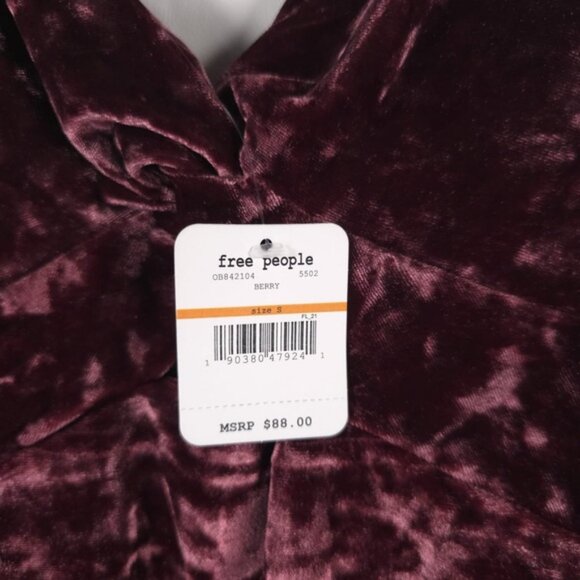 free people
OB842104 5502
BERRY
size S
FL_21
1 90380 47924 1
MSRP $88.00